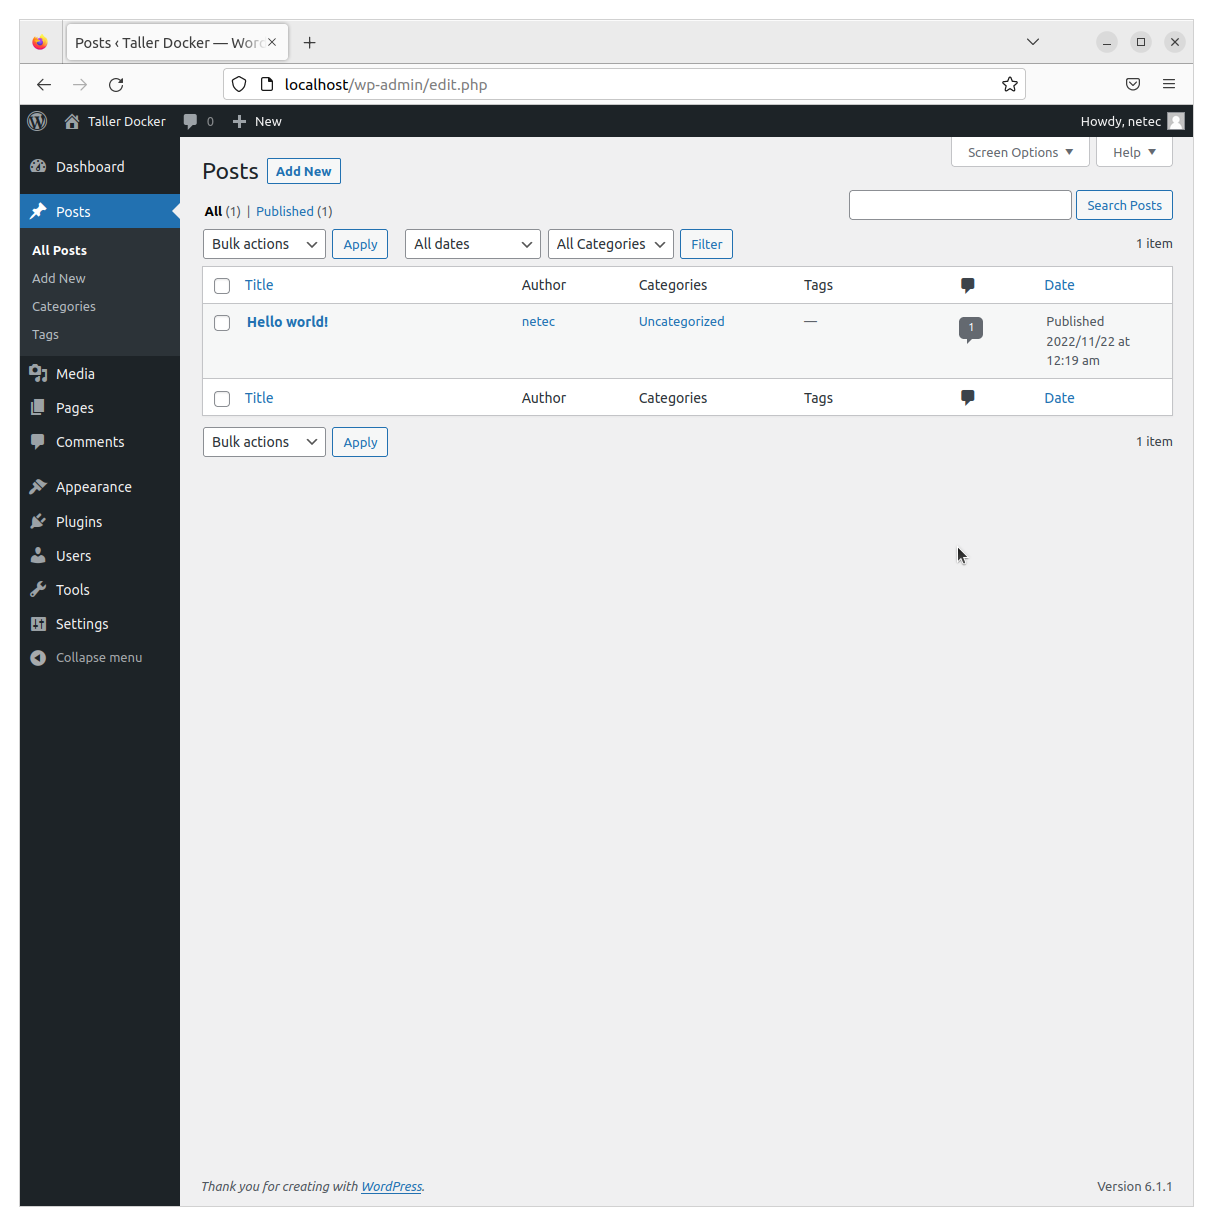 Posts ‹ Taller Docker — Word
localhost/wp-admin/edit.php
Taller Docker 0 New Howdy, netec
Screen Options Help
Dashboard
Posts
All Posts
Add New
Categories
Tags
Media
Pages
Comments
Appearance
Plugins
Users
Tools
Settings
Collapse menu
Posts Add New
All (1) | Published (1)
Search Posts
Bulk actions Apply All dates All Categories Filter 1 item
Title Author Categories Tags Date
Hello world! netec Uncategorized — 1 Published
2022/11/22 at
12:19 am
Title Author Categories Tags Date
Bulk actions Apply 1 item
Thank you for creating with WordPress. Version 6.1.1